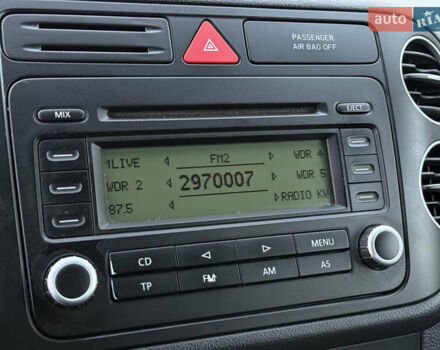 auto RIA
PASSENGER
AIR BAG OFF
MIX
EJECT
1LIVE FM2 WDR 4
WDR 2 2970007 WDR 5
87.5 RADIO KW
CD MENU
TP FM AM AS